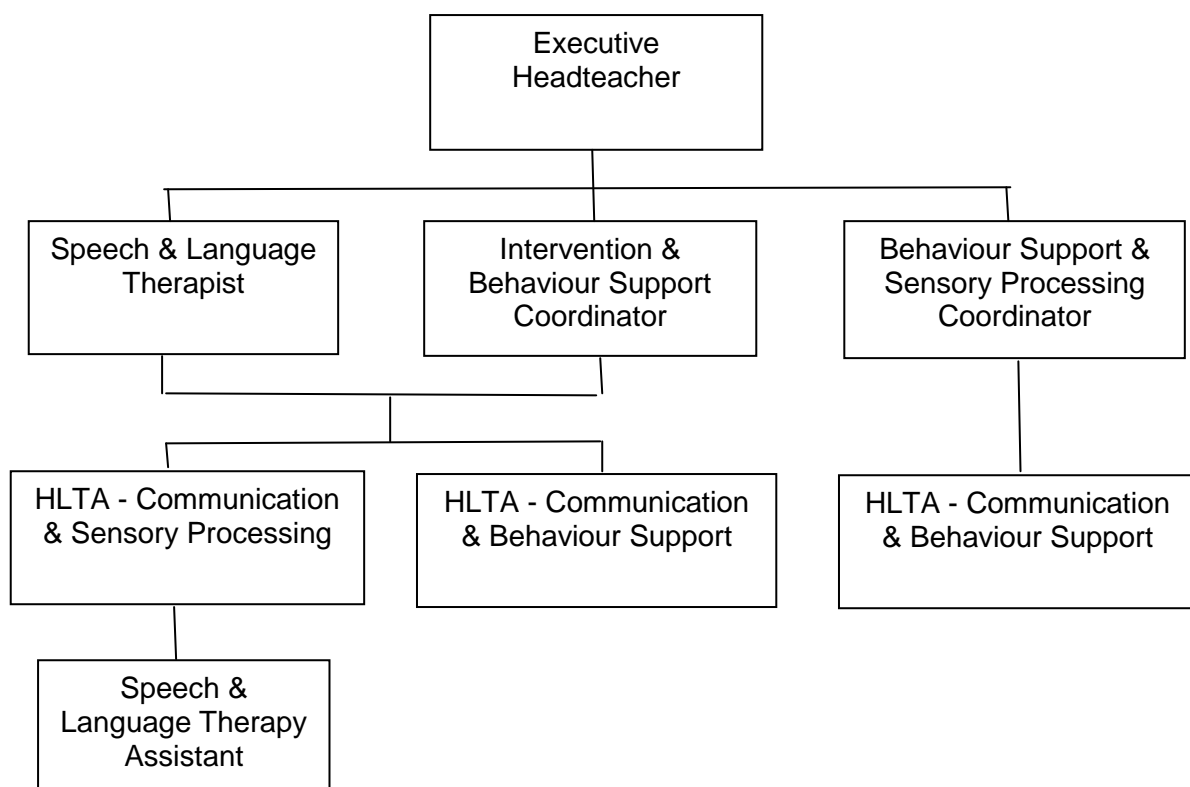 Executive
Headteacher
Speech & Language
Therapist
Intervention &
Behaviour Support
Coordinator
Behaviour Support &
Sensory Processing
Coordinator
HLTA - Communication
& Sensory Processing
HLTA - Communication
& Behaviour Support
HLTA - Communication
& Behaviour Support
Speech &
Language Therapy
Assistant